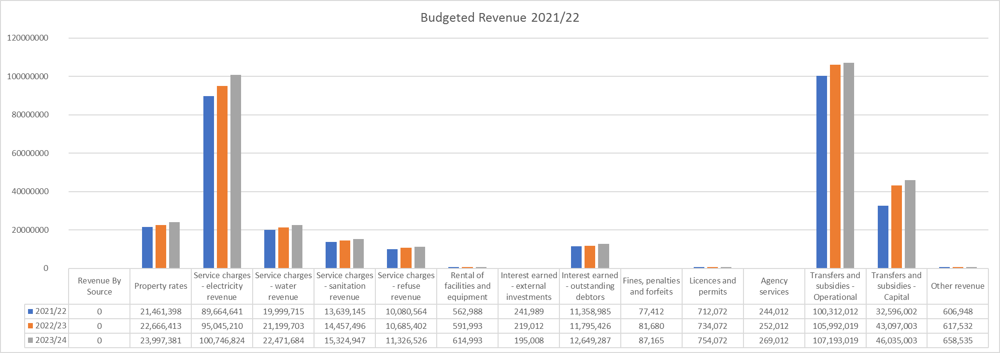 Budgeted Revenue 2021/22
120000000
100000000
80000000
60000000
40000000
20000000
0
Revenue By
Source
Property rates
Service charges
- electricity
revenue
Service charges
- water
revenue
Service charges
- sanitation
revenue
Service charges
- refuse
revenue
Rental of
facilities and
equipment
Interest earned
- external
investments
Interest earned
- outstanding
debtors
Fines, penalties
and forfeits
Licences and
permits
Agency
services
Transfers and
subsidies -
Operational
Transfers and
subsidies -
Capital
Other revenue
2021/22 0 21,461,398 89,664,641 19,999,715 13,639,145 10,080,564 562,988 241,989 11,358,985 77,412 712,072 244,012 100,312,012 32,596,002 606,948
2022/23 0 22,666,413 95,045,210 21,199,703 14,457,496 10,685,402 591,993 219,012 11,795,426 81,680 734,072 252,012 105,992,019 43,097,003 617,532
2023/24 0 23,997,381 100,746,824 22,471,684 15,324,947 11,326,526 614,993 195,008 12,649,287 87,165 754,072 269,012 107,193,019 46,035,003 658,535